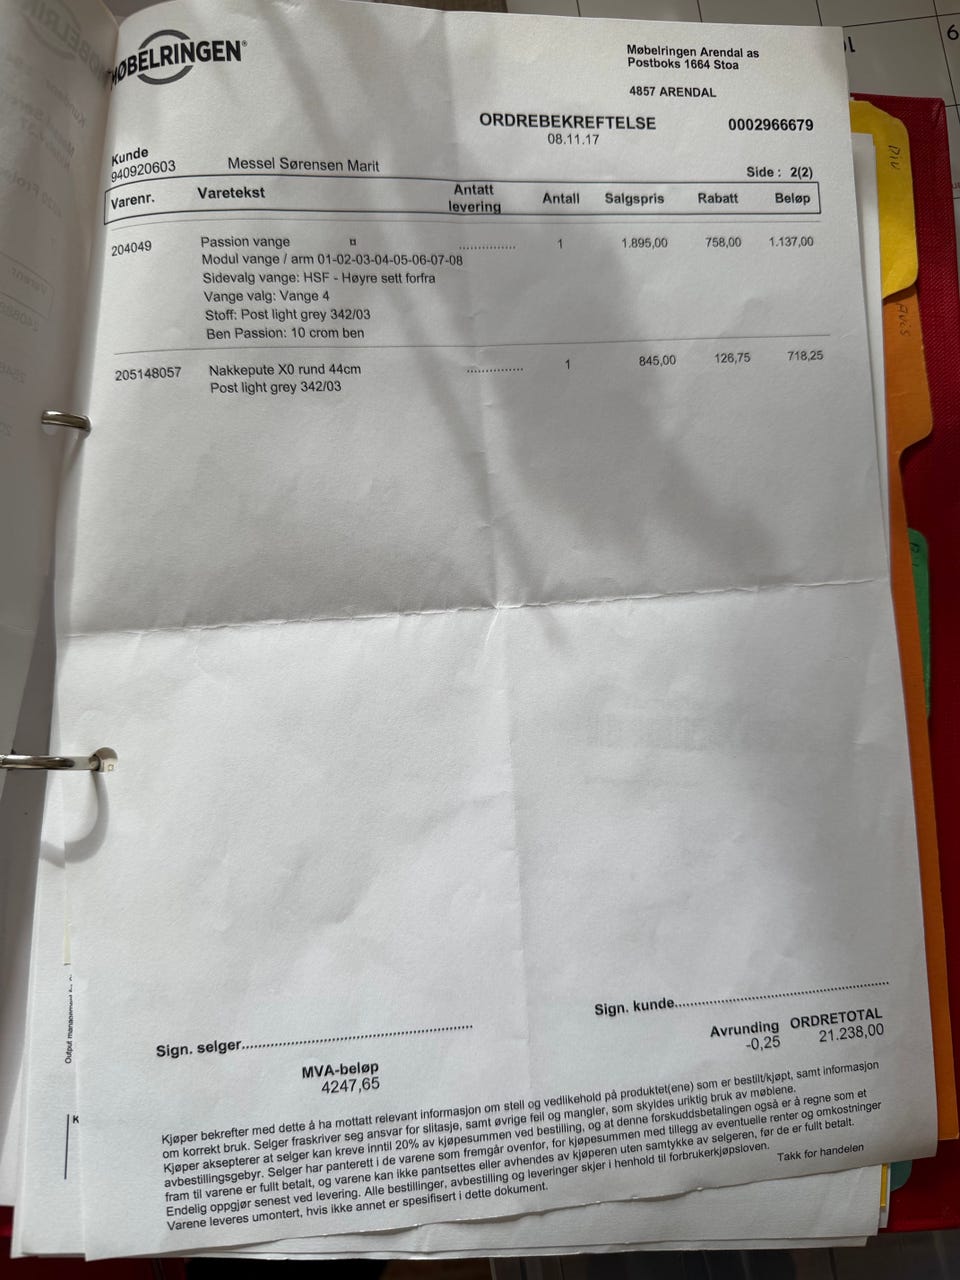 MØBELRINGEN®
Møbelringen Arendal as
Postboks 1664 Stoa
4857 ARENDAL
ORDREBEKREFTELSE 0002966679
08.11.17
Kunde
940920603 Messel Sørensen Marit
Side : 2(2)
Varenr. Varetekst Antatt levering Antall Salgspris Rabatt Beløp
204049 Passion vange ¤ ............... 1 1.895,00 758,00 1.137,00
Modul vange / arm 01-02-03-04-05-06-07-08
Sidevalg vange: HSF - Høyre sett forfra
Vange valg: Vange 4
Stoff: Post light grey 342/03
Ben Passion: 10 crom ben
205148057 Nakkepute X0 rund 44cm ............... 1 845,00 126,75 718,25
Post light grey 342/03
Sign. selger............................................................
Sign. kunde............................................................
MVA-beløp
4247,65
Avrunding ORDRETOTAL
-0,25 21.238,00
Kjøper bekrefter med dette å ha mottatt relevant informasjon om stell og vedlikehold på produktet(ene) som er bestilt/kjøpt, samt informasjon
om korrekt bruk. Selger fraskriver seg ansvar for slitasje, samt øvrige feil og mangler, som skyldes uriktig bruk av møblene.
Kjøper aksepterer at selger kan kreve inntil 20% av kjøpesummen ved bestilling, og at denne forskuddsbetalingen også er å regne som et
avbestillingsgebyr. Selger har panterett i de varene som fremgår ovenfor, for kjøpesummen med tillegg av eventuelle renter og omkostninger
fram til varene er fullt betalt, og varene kan ikke pantsettes eller avhendes av kjøperen uten samtykke av selgeren, før de er fullt betalt.
Endelig oppgjør senest ved levering. Alle bestillinger, avbestilling og leveringer skjer i henhold til forbrukerkjøpsloven.
Varene leveres umontert, hvis ikke annet er spesifisert i dette dokument.
Takk for handelen
Output management
K
DIV
Avis
6